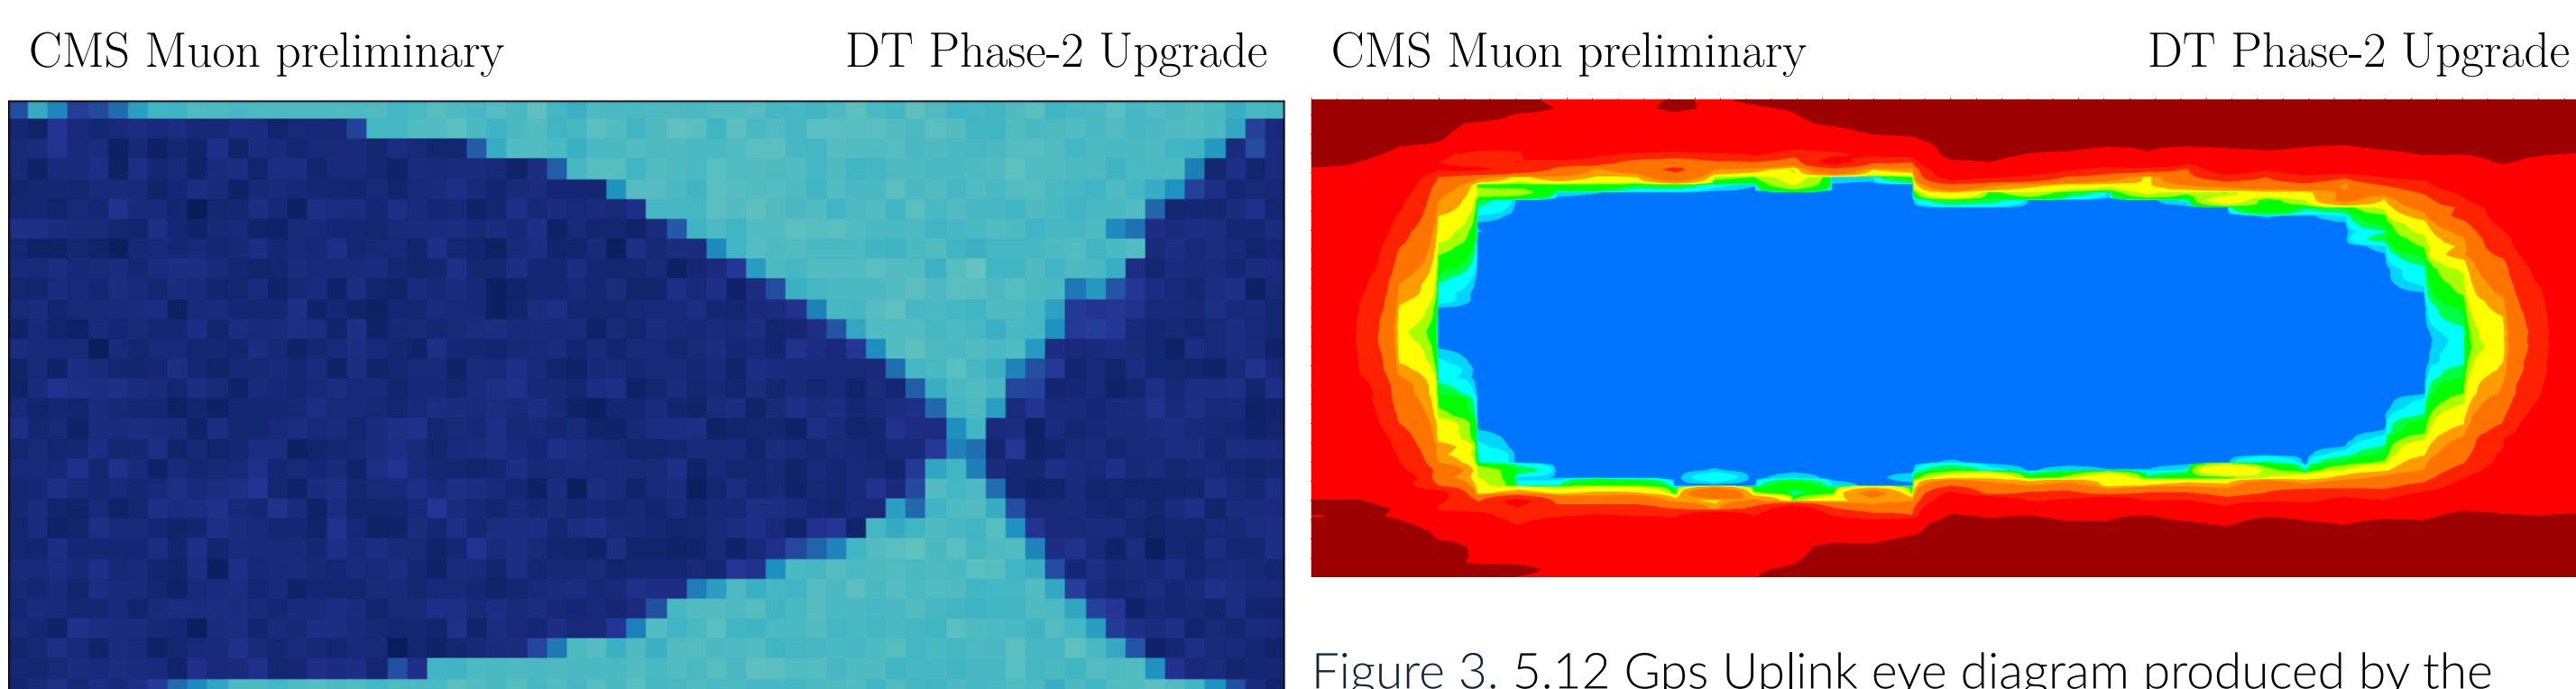 CMS Muon preliminary DT Phase-2 Upgrade
CMS Muon preliminary DT Phase-2 Upgrade
Figure 3. 5.12 Gps Uplink eye diagram produced by the